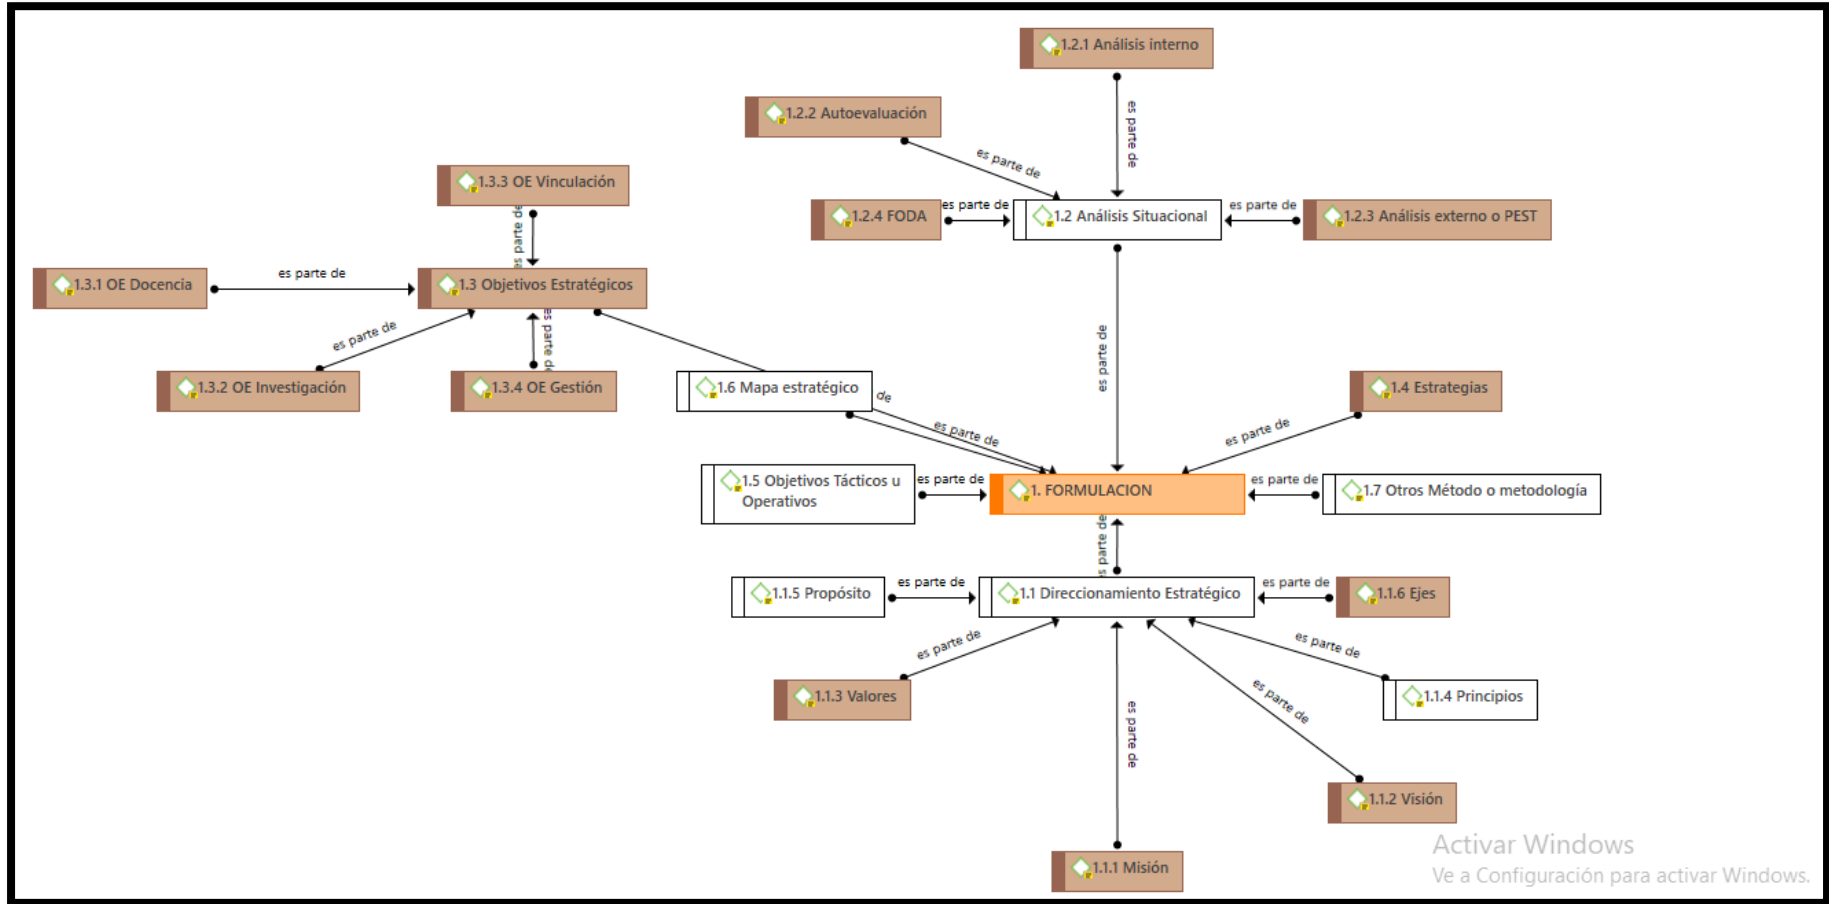 1.2.1 Análisis interno
es parte de
1.2.2 Autoevaluación
es parte de
1.3.3 OE Vinculación
es parte de
1.2.4 FODA
es parte de
1.2 Análisis Situacional
es parte de
1.2.3 Análisis externo o PEST
1.3.1 OE Docencia
es parte de
1.3 Objetivos Estratégicos
es parte de
es parte de
es parte de
1.3.2 OE Investigación
1.3.4 OE Gestión
1.6 Mapa estratégico
de
es parte de
1.4 Estrategias
es parte de
1.5 Objetivos Tácticos u
Operativos
es parte de
1. FORMULACION
es parte de
1.7 Otros Método o metodología
es parte de
1.1.5 Propósito
es parte de
1.1 Direccionamiento Estratégico
es parte de
1.1.6 Ejes
es parte de
es parte de
es parte de
es parte de
1.1.3 Valores
1.1.4 Principios
1.1.2 Visión
1.1.1 Misión
Activar Windows
Ve a Configuración para activar Windows.